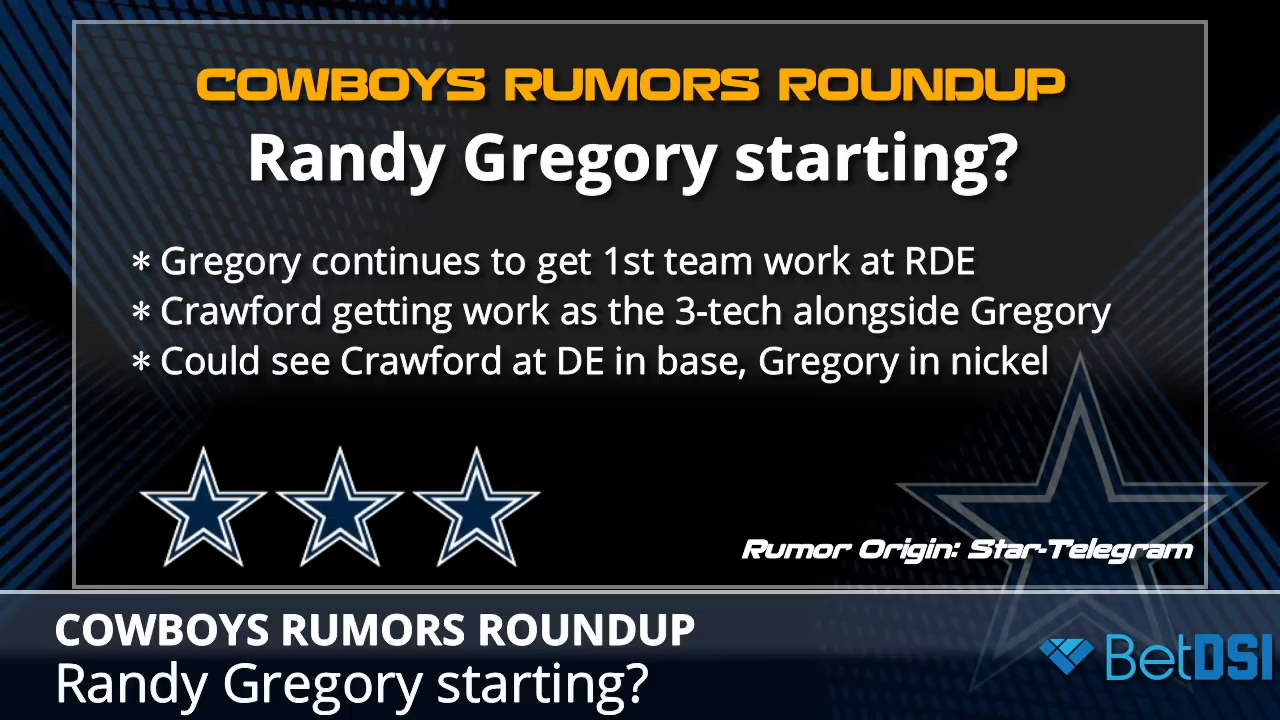 COWBOYS RUMORS ROUNDUP
Randy Gregory starting?
* Gregory continues to get 1st team work at RDE
* Crawford getting work as the 3-tech alongside Gregory
* Could see Crawford at DE in base, Gregory in nickel
Rumor Origin: Star-Telegram
COWBOYS RUMORS ROUNDUP
Randy Gregory starting?
BetDSI